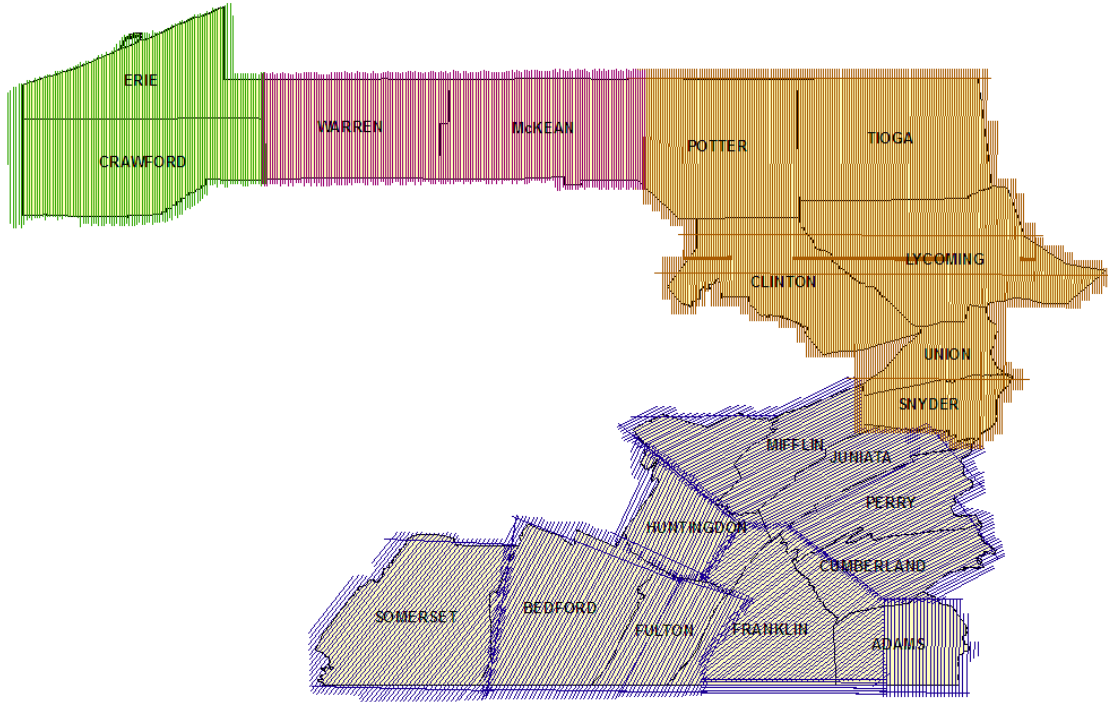 ERIE
CRAWFORD
WARREN
McKEAN
POTTER
TIOGA
LYCOMING
CLINTON
UNION
SNYDER
MIFFLIN
JUNIATA
PERRY
HUNTINGDON
CUMBERLAND
SOMERSET
BEDFORD
FULTON
FRANKLIN
ADAMS